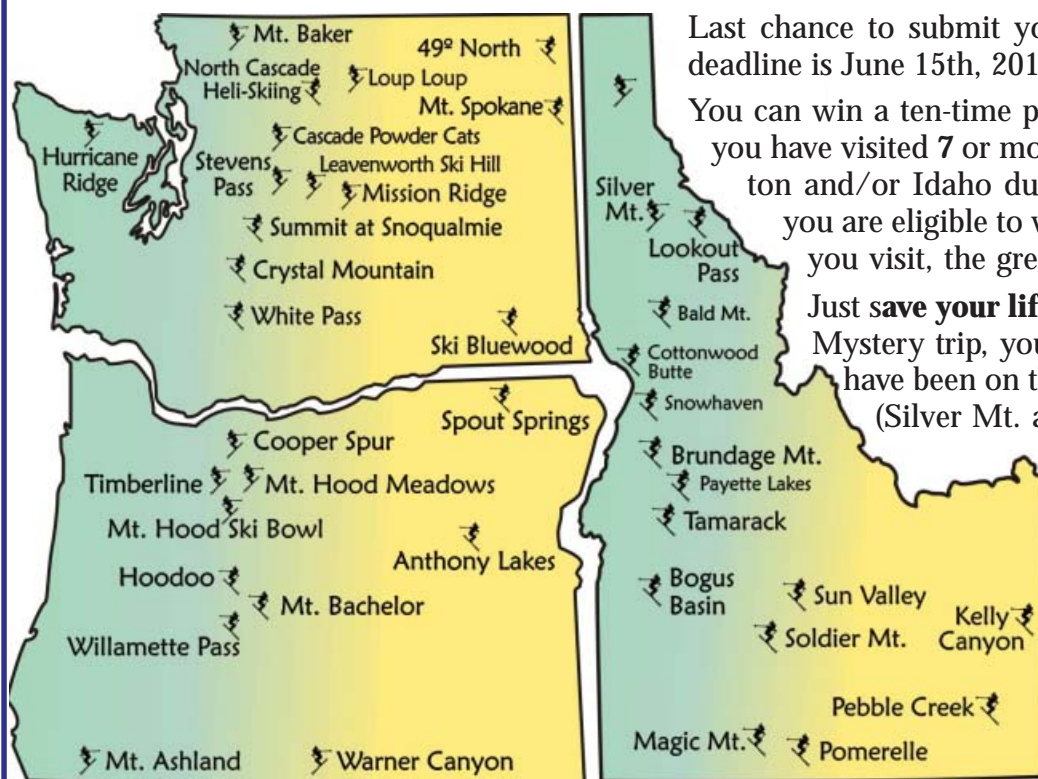 Last chance to submit yo
deadline is June 15th, 201
You can win a ten-time p
you have visited 7 or mo
ton and/or Idaho du
you are eligible to v
you visit, the gre
Just save your lif
Mystery trip, you
have been on t
(Silver Mt. a
Mt. Baker
49º North
North Cascade
Heli-Skiing
Loup Loup
Mt. Spokane
Hurricane
Ridge
Cascade Powder Cats
Stevens
Pass
Leavenworth Ski Hill
Mission Ridge
Summit at Snoqualmie
Crystal Mountain
White Pass
Ski Bluewood
Silver
Mt.
Lookout
Pass
Bald Mt.
Cottonwood
Butte
Snowhaven
Brundage Mt.
Payette Lakes
Tamarack
Bogus
Basin
Sun Valley
Soldier Mt.
Kelly
Canyon
Pebble Creek
Magic Mt.
Pomerelle
Spout Springs
Cooper Spur
Timberline
Mt. Hood Meadows
Mt. Hood Ski Bowl
Anthony Lakes
Hoodoo
Mt. Bachelor
Willamette Pass
Mt. Ashland
Warner Canyon